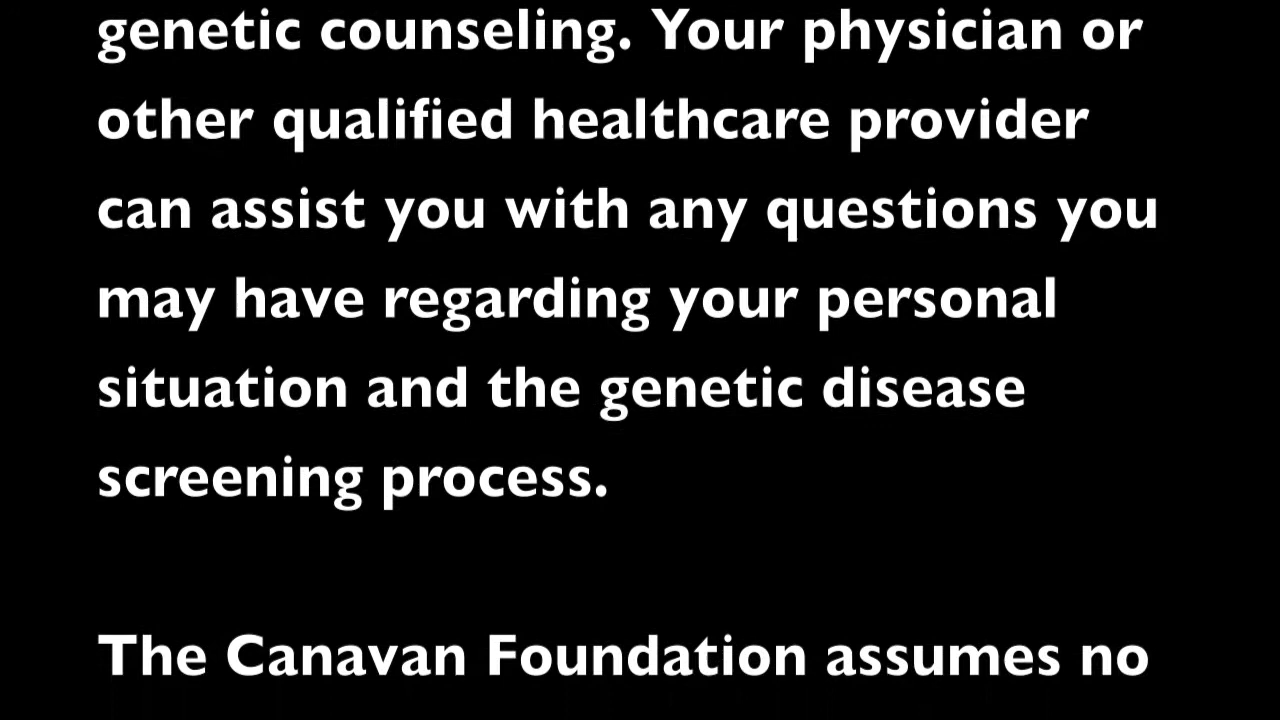 genetic counseling. Your physician or
other qualified healthcare provider
can assist you with any questions you
may have regarding your personal
situation and the genetic disease
screening process.
The Canavan Foundation assumes no